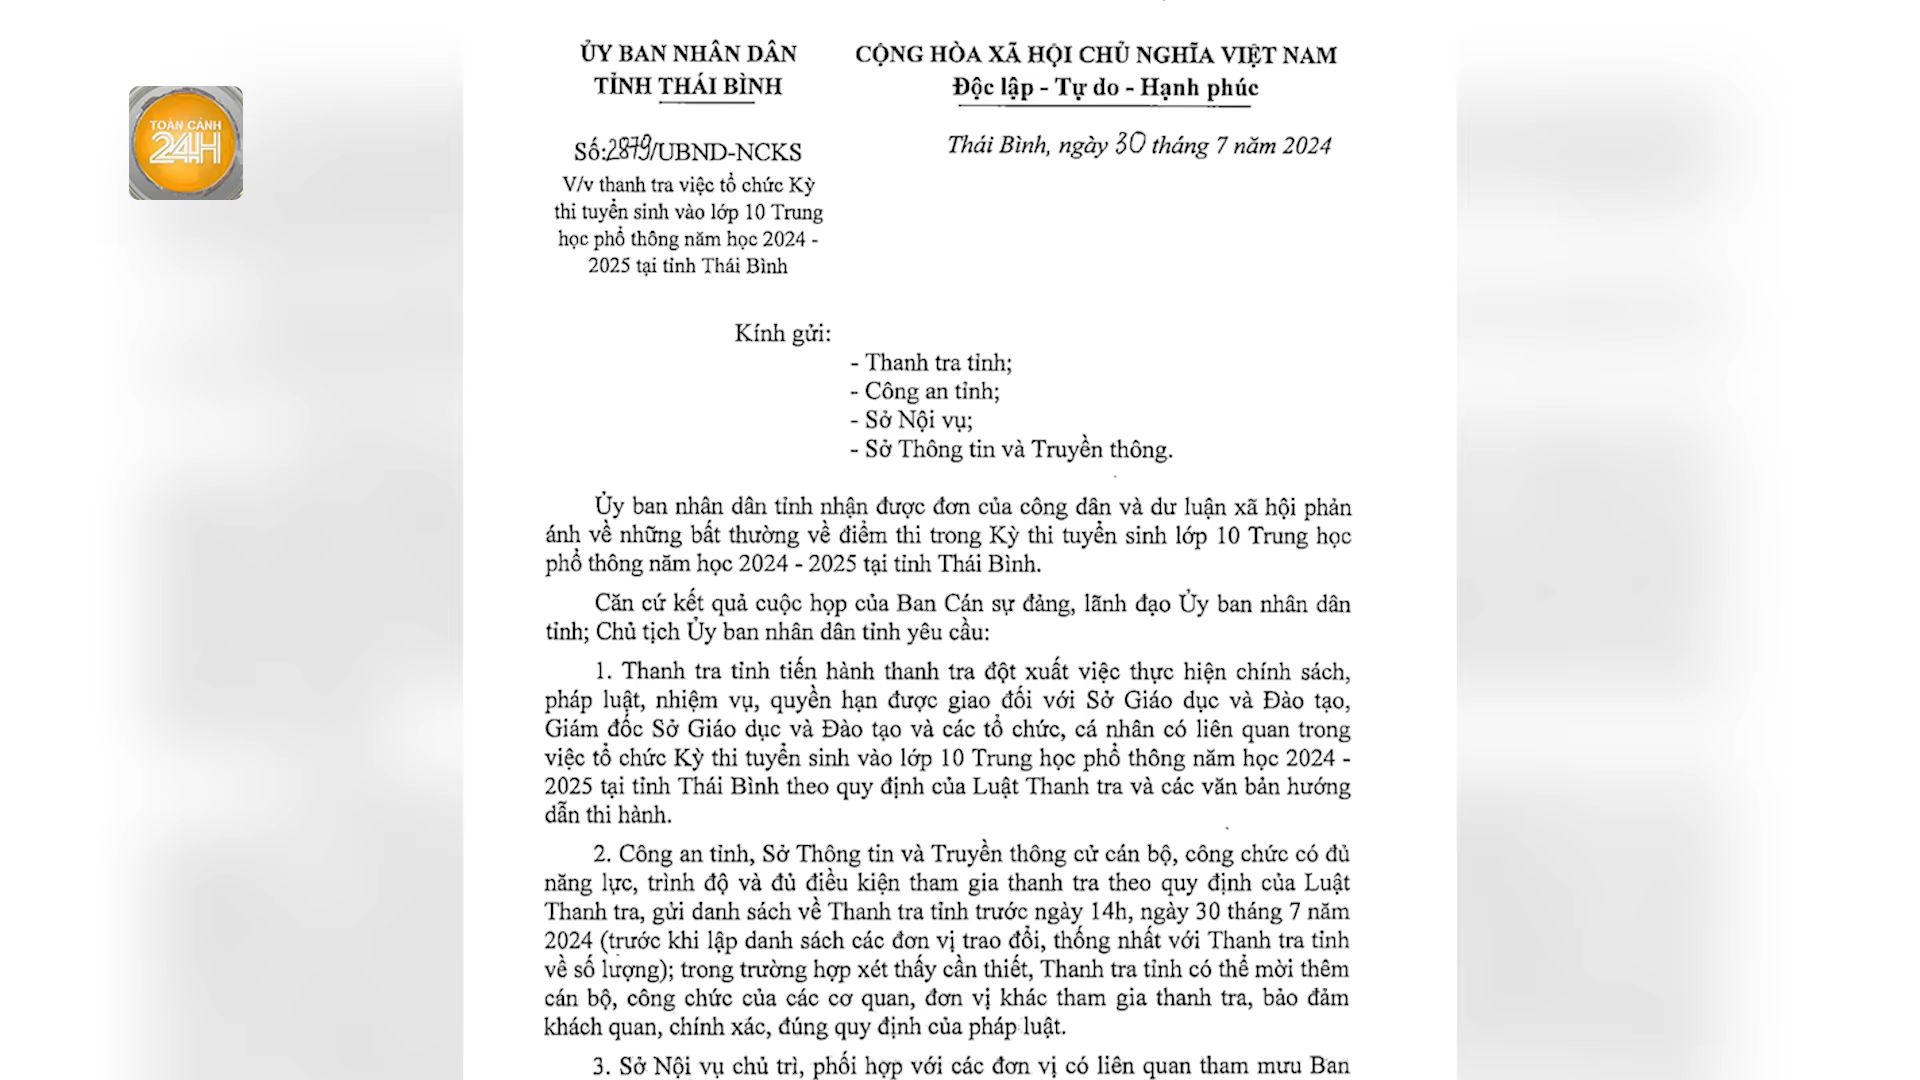 ỦY BAN NHÂN DÂN
TỈNH THÁI BÌNH
CỘNG HÒA XÃ HỘI CHỦ NGHĨA VIỆT NAM
Độc lập - Tự do - Hạnh phúc
TOÀN CẢNH
24H
Số:2879/UBND-NCKS
V/v thanh tra việc tổ chức Kỳ
thi tuyển sinh vào lớp 10 Trung
học phổ thông năm học 2024 -
2025 tại tỉnh Thái Bình
Thái Bình, ngày 30 tháng 7 năm 2024
Kính gửi:
- Thanh tra tỉnh;
- Công an tỉnh;
- Sở Nội vụ;
- Sở Thông tin và Truyền thông.
Ủy ban nhân dân tỉnh nhận được đơn của công dân và dư luận xã hội phản
ánh về những bất thường về điểm thi trong Kỳ thi tuyển sinh lớp 10 Trung học
phổ thông năm học 2024 - 2025 tại tỉnh Thái Bình.
Căn cứ kết quả cuộc họp của Ban Cán sự đảng, lãnh đạo Ủy ban nhân dân
tỉnh; Chủ tịch Ủy ban nhân dân tỉnh yêu cầu:
1. Thanh tra tỉnh tiến hành thanh tra đột xuất việc thực hiện chính sách,
pháp luật, nhiệm vụ, quyền hạn được giao đối với Sở Giáo dục và Đào tạo,
Giám đốc Sở Giáo dục và Đào tạo và các tổ chức, cá nhân có liên quan trong
việc tổ chức Kỳ thi tuyển sinh vào lớp 10 Trung học phổ thông năm học 2024 -
2025 tại tỉnh Thái Bình theo quy định của Luật Thanh tra và các văn bản hướng
dẫn thi hành.
2. Công an tỉnh, Sở Thông tin và Truyền thông cử cán bộ, công chức có đủ
năng lực, trình độ và đủ điều kiện tham gia thanh tra theo quy định của Luật
Thanh tra, gửi danh sách về Thanh tra tỉnh trước ngày 14h, ngày 30 tháng 7 năm
2024 (trước khi lập danh sách các đơn vị trao đổi, thống nhất với Thanh tra tỉnh
về số lượng); trong trường hợp xét thấy cần thiết, Thanh tra tỉnh có thể mời thêm
cán bộ, công chức của các cơ quan, đơn vị khác tham gia thanh tra, bảo đảm
khách quan, chính xác, đúng quy định của pháp luật.
3. Sở Nội vụ chủ trì, phối hợp với các đơn vị có liên quan tham mưu Ban